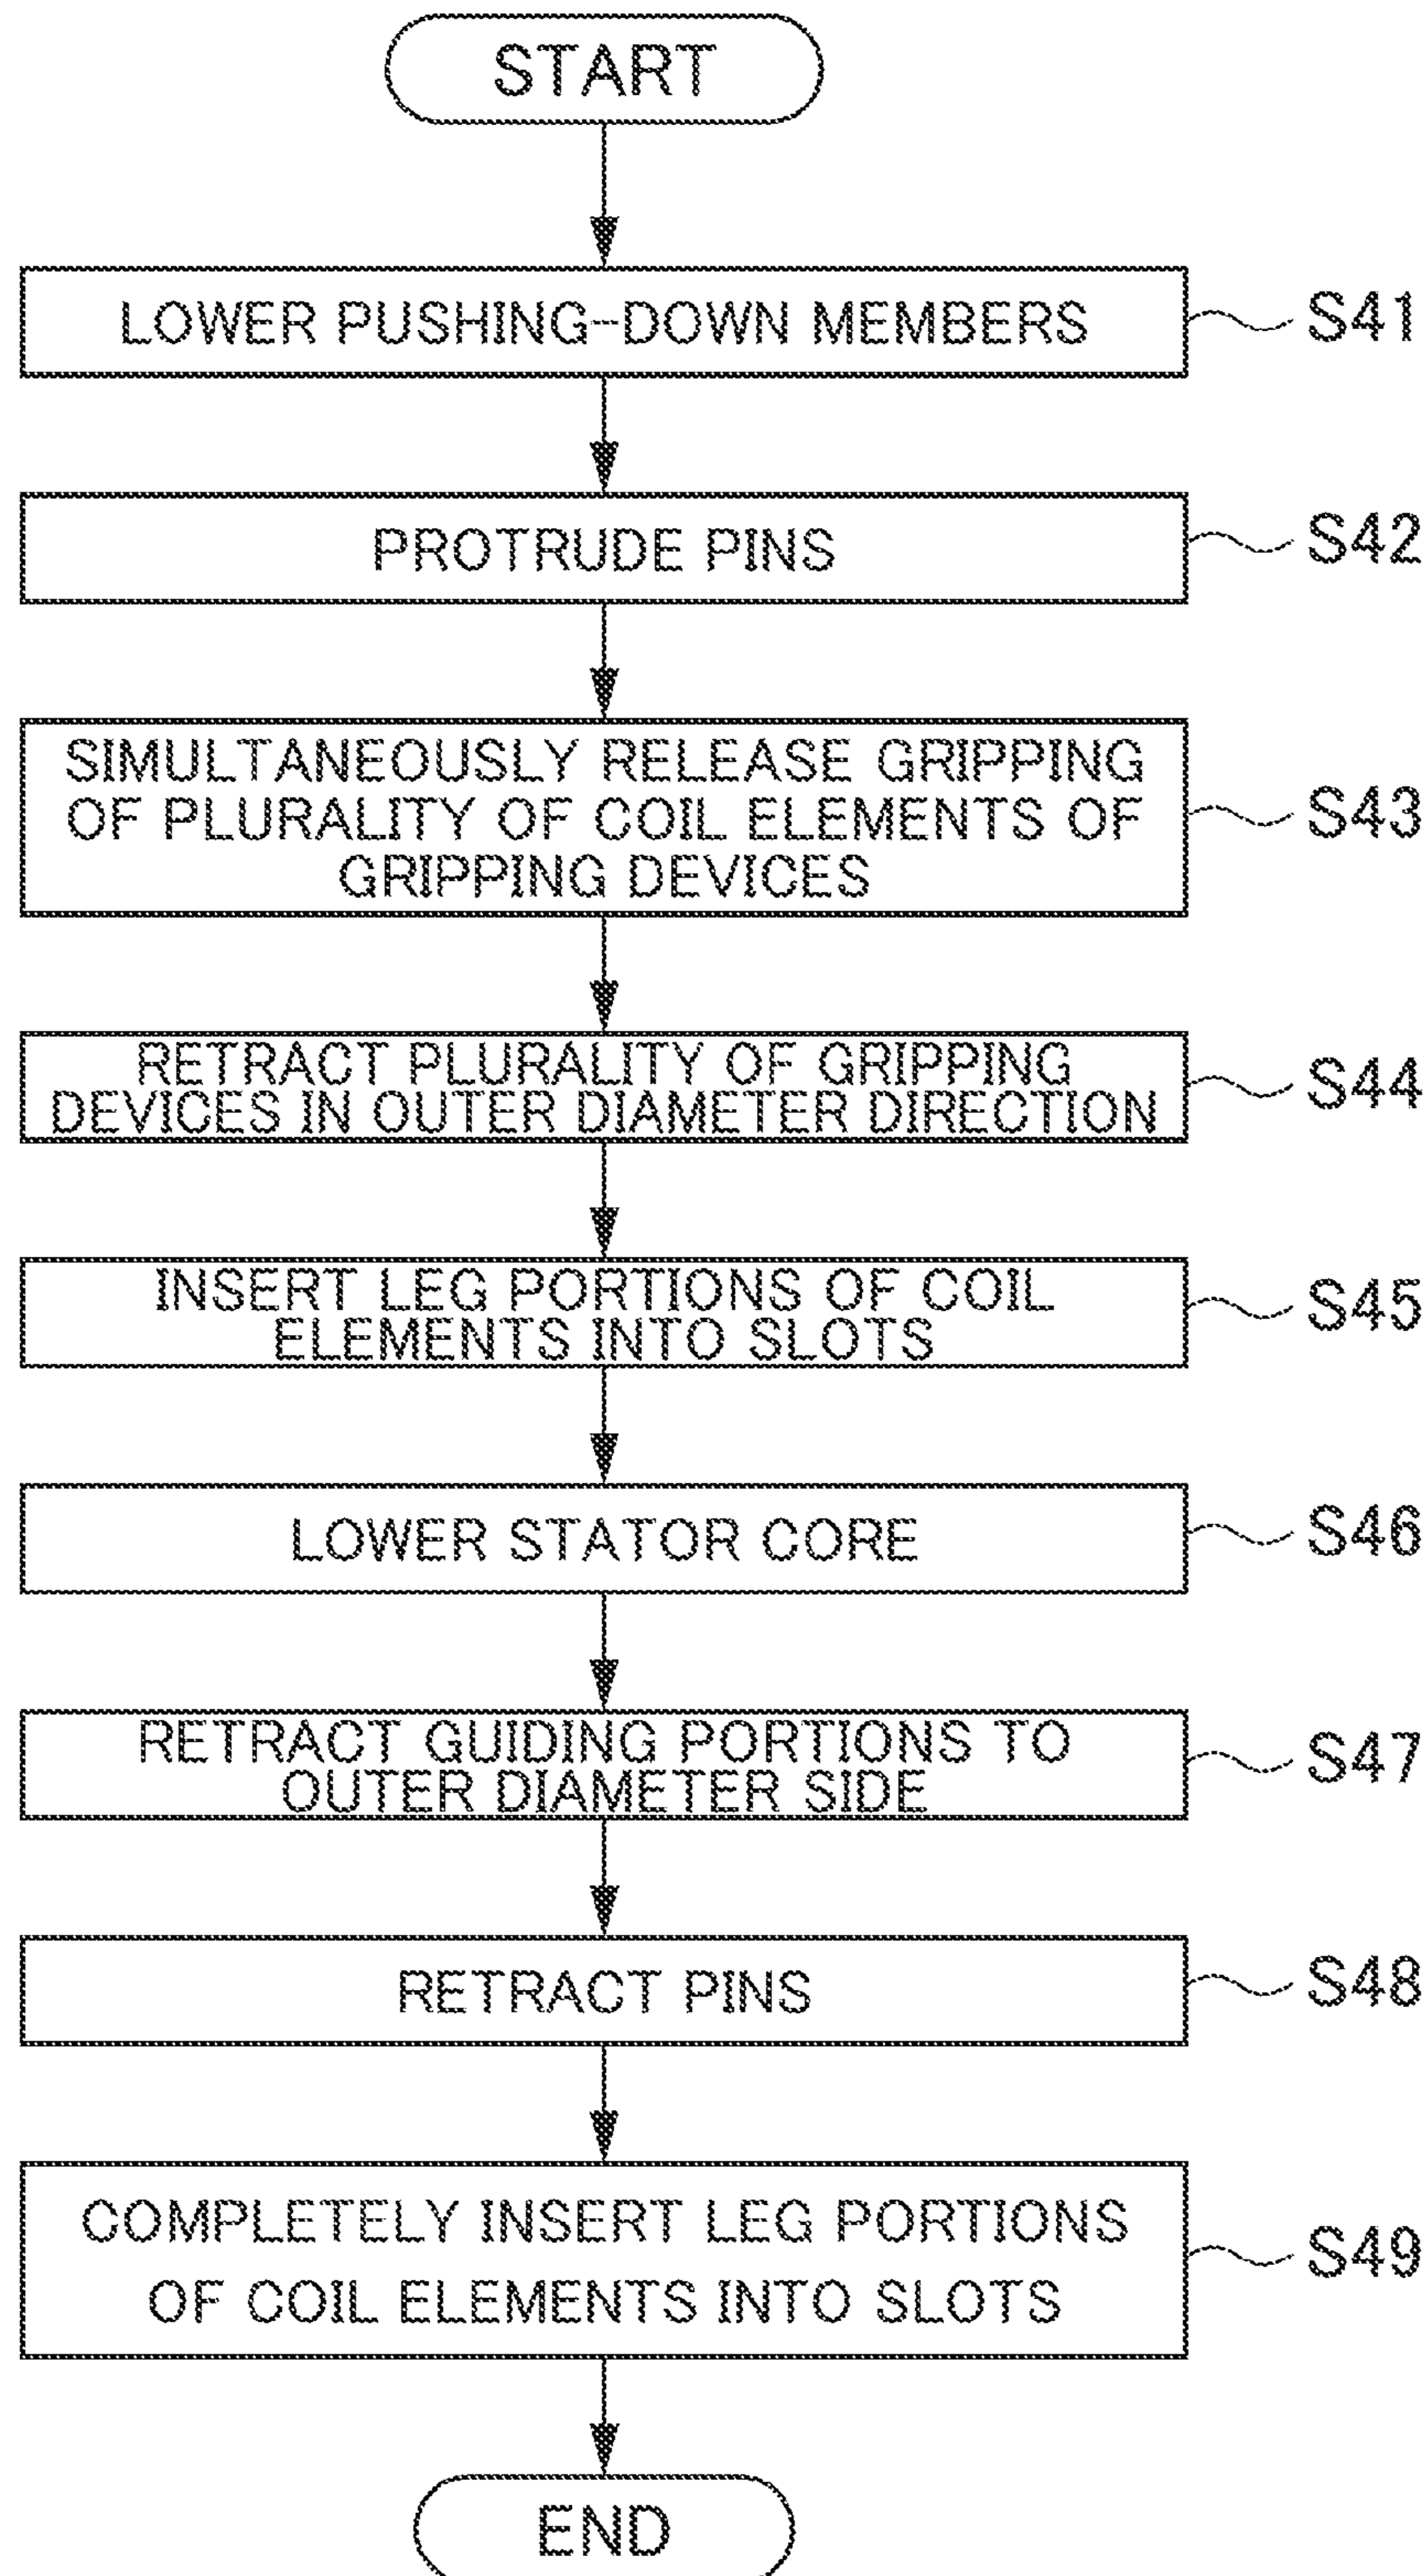 START
LOWER PUSHING-DOWN MEMBERS
S41
PROTRUDE PINS
S42
SIMULTANEOUSLY RELEASE GRIPPING
OF PLURALITY OF COIL ELEMENTS OF
GRIPPING DEVICES
S43
RETRACT PLURALITY OF GRIPPING
DEVICES IN OUTER DIAMETER DIRECTION
S44
INSERT LEG PORTIONS OF COIL
ELEMENTS INTO SLOTS
S45
LOWER STATOR CORE
S46
RETRACT GUIDING PORTIONS TO
OUTER DIAMETER SIDE
S47
RETRACT PINS
S48
COMPLETELY INSERT LEG PORTIONS
OF COIL ELEMENTS INTO SLOTS
S49
END